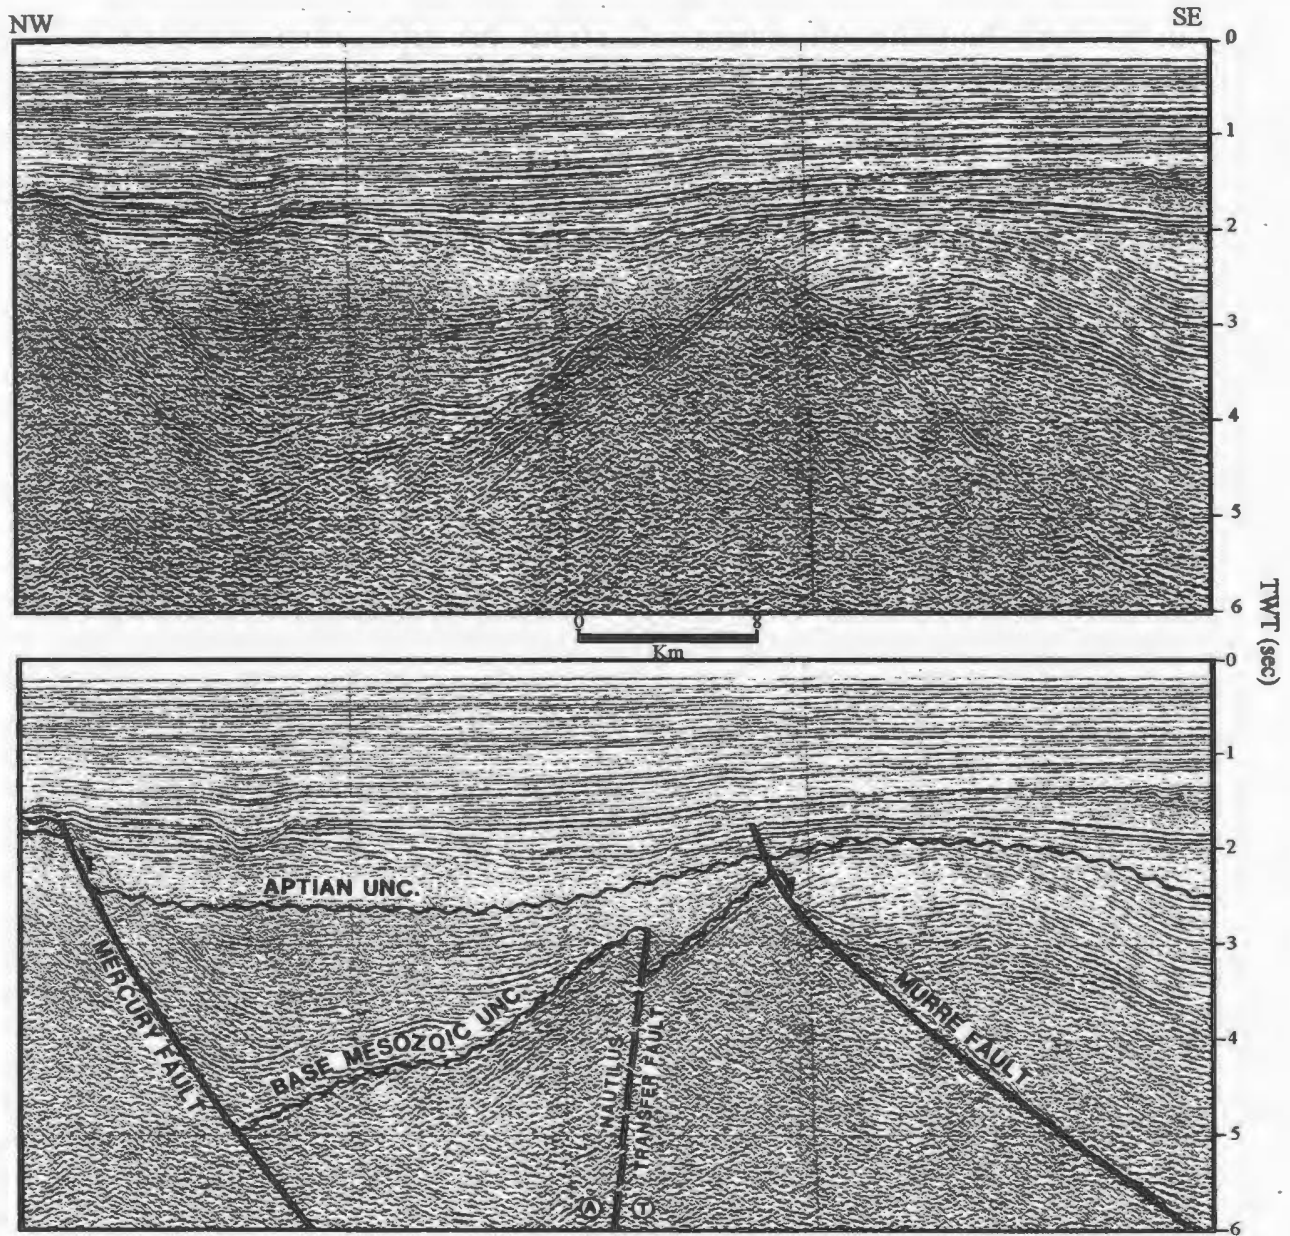 NW
SE
0
1
2
3
4
5
6
0 8
Km
TWT (sec)
0
1
2
3
4
5
6
APTIAN UNC.
MERCURY FAULT
BASE MESOZOIC UNC.
NAUTILUS
TRANSFER FAULT
MURRE FAULT
A T